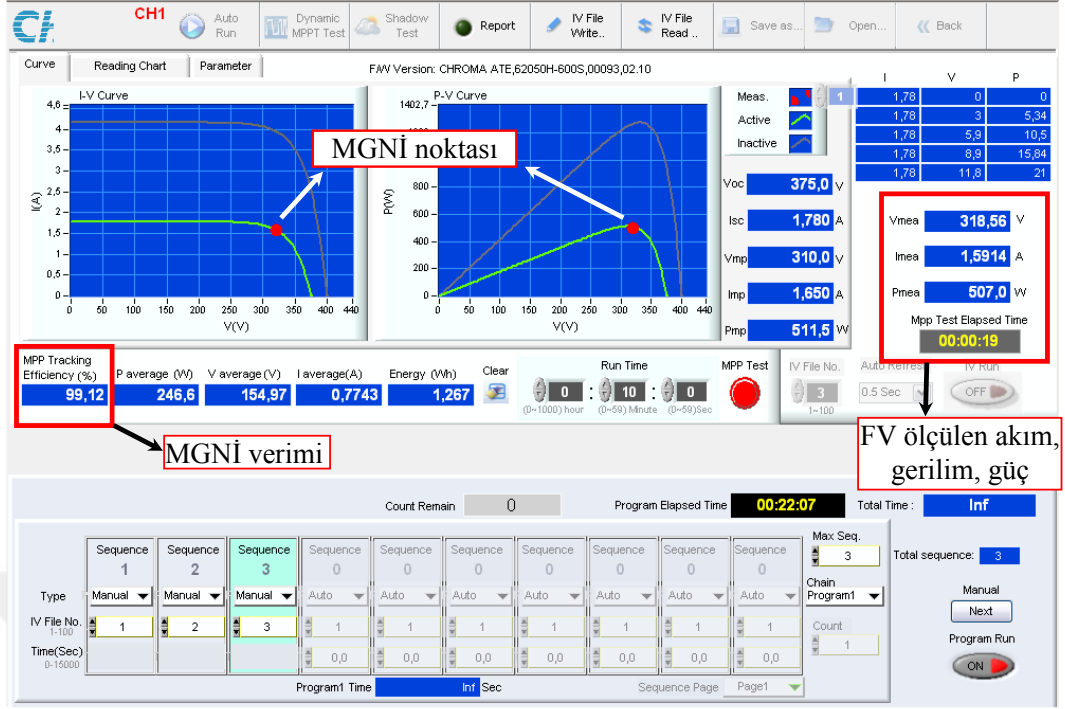 CH1
Auto Run
Dynamic MPPT Test
Shadow Test
Report
IV File Write..
IV File Read ..
Save as...
Open...
Back
Curve
Reading Chart
Parameter
F/W Version: CHROMA ATE,62050H-600S,00093,02.10
I-V Curve
4,6
4
3,5
3
2,5
2
1,5
1
0,5
0
I(A)
0 50 100 150 200 250 300 350 400 440
V(V)
P-V Curve
1402,7
800
600
400
200
0
P(W)
0 50 100 150 200 250 300 350 400 440
V(V)
MGNİ noktası
Meas. 1
Active
Inactive
Voc 375,0 V
Isc 1,780 A
Vmp 310,0 V
Imp 1,650 A
Pmp 511,5 W
I V P
1,78 0 0
1,78 3 5,34
1,78 5,9 10,5
1,78 8,9 15,84
1,78 11,8 21
Vmea 318,56 V
Imea 1,5914 A
Pmea 507,0 W
Mpp Test Elapsed Time
00:00:19
MPP Tracking
Efficiency (%)
99,12
P average (W)
246,6
V average (V)
154,97
I average(A)
0,7743
Energy (Wh)
1,267
Clear
Run Time
0 : 10 : 0
(0~1000) hour (0~59) Minute (0~59)Sec
MPP Test
IV File No.
3
1~100
Auto Refresh
0.5 Sec
IV Run
OFF
MGNİ verimi
FV ölçülen akım,
gerilim, güç
Count Remain 0
Program Elapsed Time 00:22:07
Total Time : Inf
Sequence Sequence Sequence Sequence Sequence Sequence Sequence Sequence Sequence Sequence
1 2 3 0 0 0 0 0 0 0
Type Manual Manual Manual Auto Auto Auto Auto Auto Auto Auto
IV File No. 1 2 3 1 1 1 1 1 1 1
1-100
Time(Sec) 0,0 0,0 0,0 0,0 0,0 0,0 0,0
0-15000
Program1 Time Inf Sec
Sequence Page Page1
Max Seq.
3
Chain
Program1
Count
1
Total sequence: 3
Manual
Next
Program Run
ON